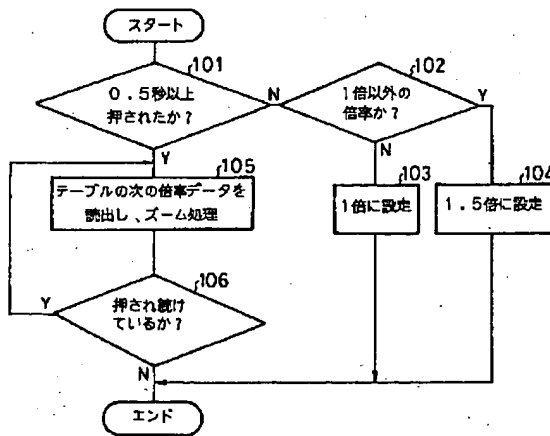 スタート
101
0.5秒以上
押されたか?
N
Y
102
1倍以外の
倍率か?
Y
N
103
1倍に設定
104
1.5倍に設定
105
テーブルの次の倍率データを
読出し、ズーム処理
106
押され続け
ているか?
Y
N
エンド